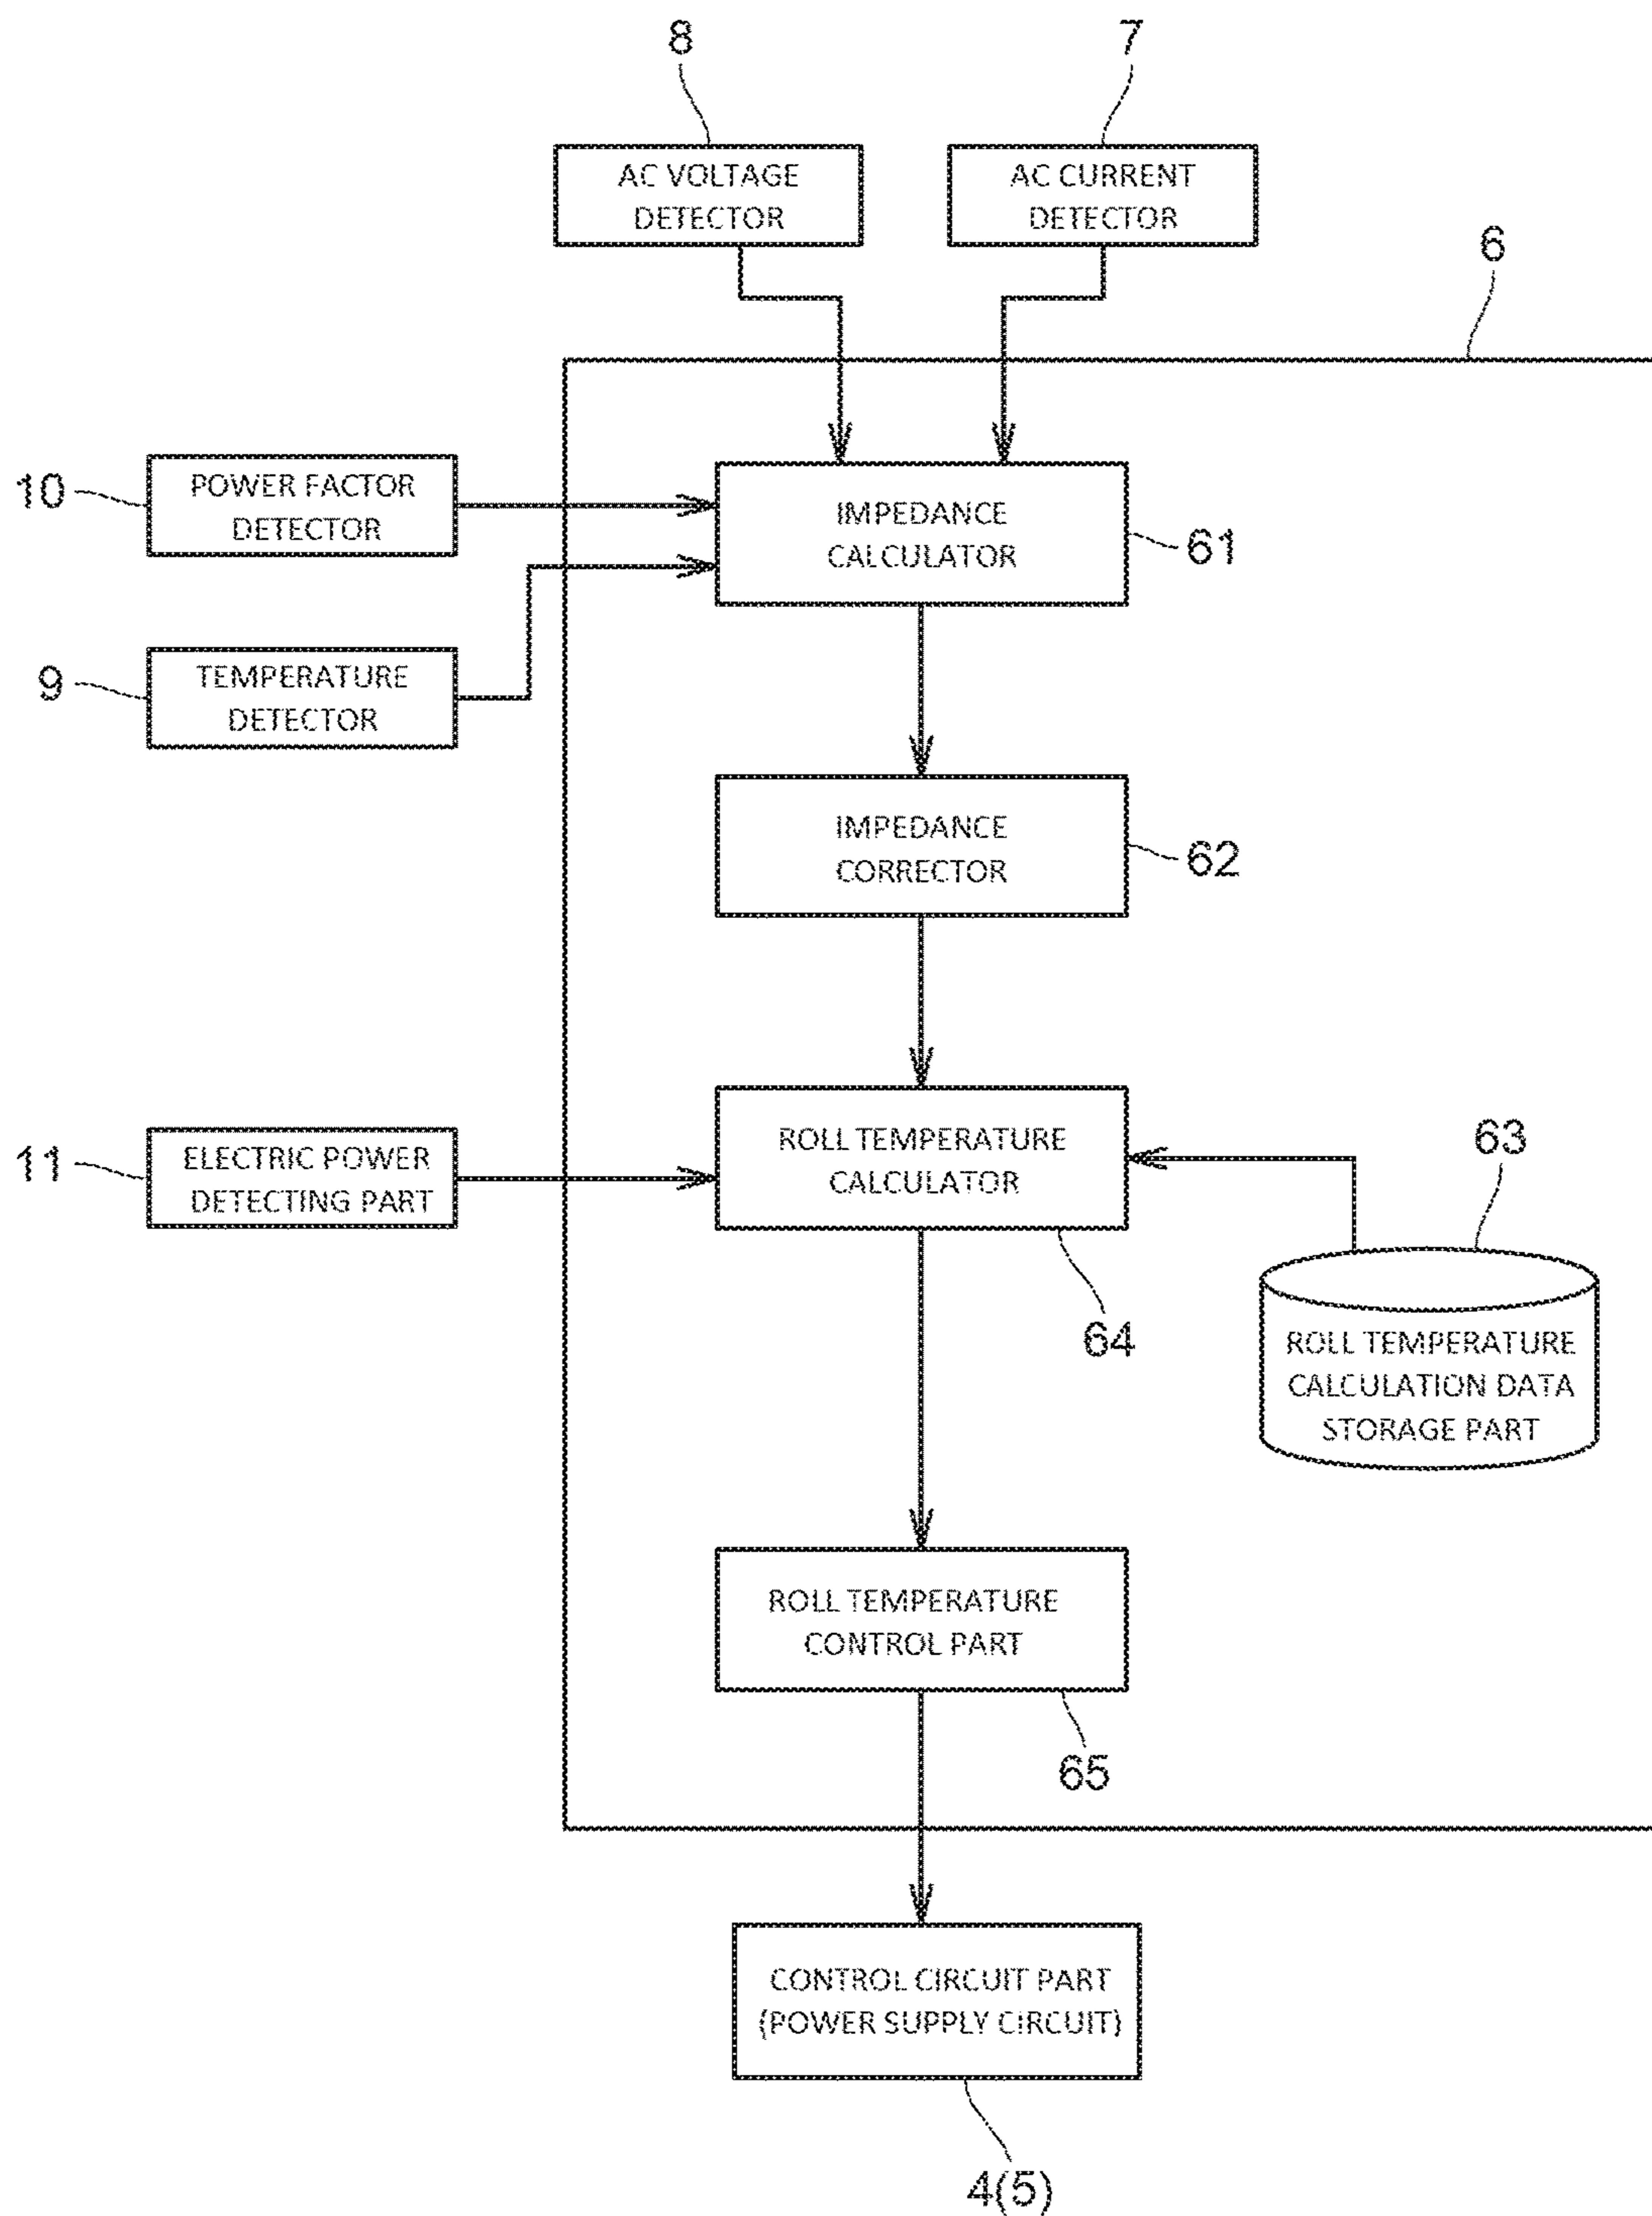 8
7
AC VOLTAGE
DETECTOR
AC CURRENT
DETECTOR
6
10
POWER FACTOR
DETECTOR
IMPEDANCE
CALCULATOR
61
9
TEMPERATURE
DETECTOR
IMPEDANCE
CORRECTOR
62
11
ELECTRIC POWER
DETECTING PART
ROLL TEMPERATURE
CALCULATOR
64
63
ROLL TEMPERATURE
CALCULATION DATA
STORAGE PART
ROLL TEMPERATURE
CONTROL PART
65
CONTROL CIRCUIT PART
(POWER SUPPLY CIRCUIT)
4(5)